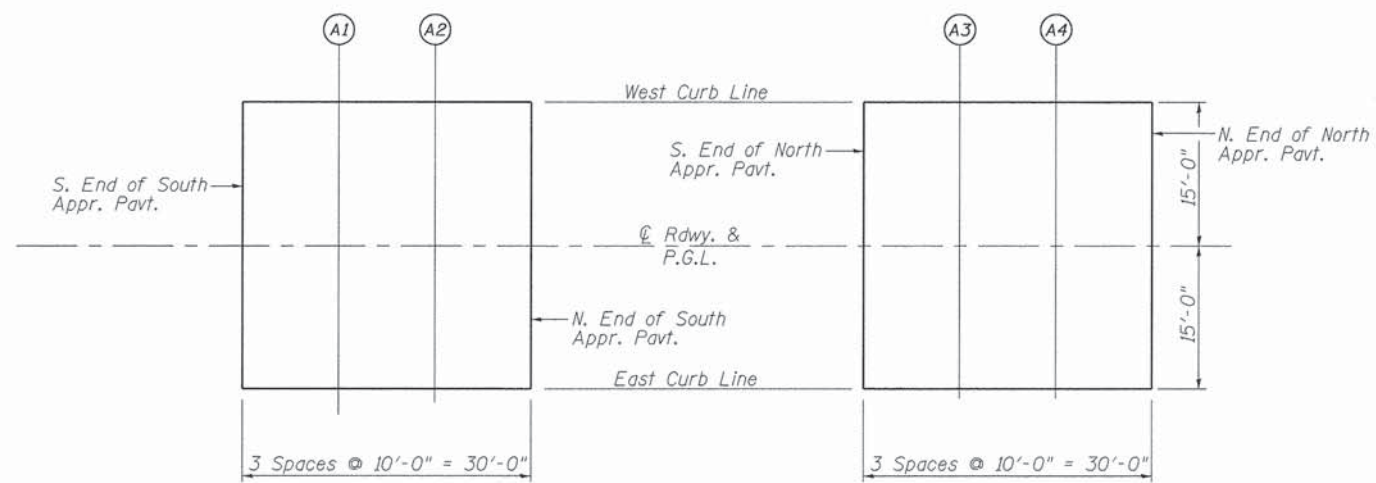 A1
A2
A3
A4
West Curb Line
S. End of South
Appr. Pavt.
S. End of North
Appr. Pavt.
N. End of North
Appr. Pavt.
15'-0"
℄ Rdwy. &
P.G.L.
N. End of South
Appr. Pavt.
15'-0"
East Curb Line
3 Spaces @ 10'-0" = 30'-0"
3 Spaces @ 10'-0" = 30'-0"